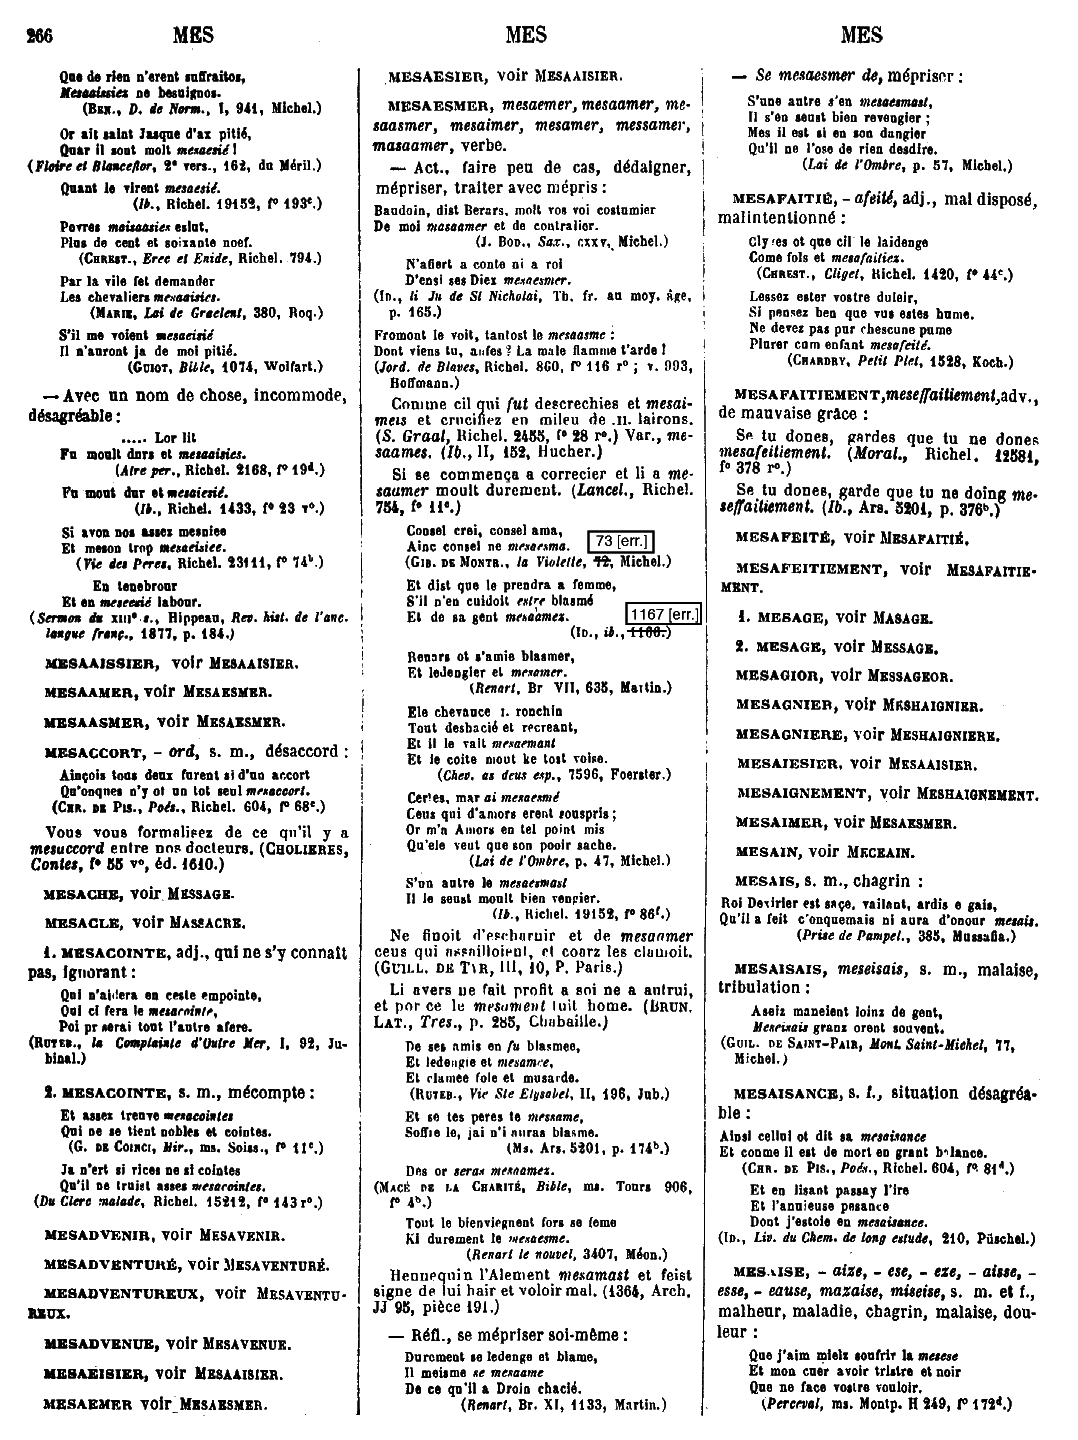 266 MES MES MES
Que de rien n'erent suffraitos,
Mesaaisiez ne besuignos.
(BEN., D. de Norm., I, 941, Michel.)
Or ait saint Jasque d'ax pitié,
Quar il sont molt mesaesié!
(Floire et Blanceflor, 2e vers., 162, du Méril.)
Quant le virent mesaesié.
(Ib., Richel. 19152, f° 193c.)
Povres mesaaisies estut,
Plus de cent et soixante noef.
(CHREST., Erec et Enide, Richel. 794.)
Par la vile fet demander
Les chevaliers mesaaisies.
(MARIE, Lai de Graelent, 380, Roq.)
S'il me voient mesaeisié
Il n'auront ja de moi pitié.
(GUIOT, Bible, 1074, Wolfart.)
— Avec un nom de chose, incommode,
désagréable :
..... Lor lit
Fu moult durs et mesaaisies.
(Atre per., Richel. 2168, f° 19d.)
Fu mout dur et mesaiesié.
(Ib., Richel. 1433, f° 23 v°.)
Si avon nos assez mesniee
Et meson trop mesaeisiee.
(Vie des Peres, Richel. 23111, f° 74b.)
En tenebrour
Et en meseesié labour.
(Sermon du XIIIe s., Hippeau, Rev. hist. de l'anc.
langue franç., 1877, p. 184.)
MESAAISSIER, voir MESAAISIER.
MESAAMER, voir MESAESMER.
MESAASMER, voir MESAESMER.
MESACCORT, - ord, s. m., désaccord :
Ainçois tous deux furent si d'un accort
Qu'onques n'y ot un tot seul mesaccort.
(CHR. DE PIS., Poés., Richel. 604, f° 68c.)
Vous vous formalisez de ce qu'il y a
mesaccord entre nos docteurs. (CHOLIERES,
Contes, f° 55 v°, éd. 1610.)
MESACHE, voir MESSAGE.
MESACLE, voir MASSACRE.
1. MESACOINTE, adj., qui ne s'y connaît
pas, ignorant :
Qui n'aidera en ceste empointe,
Qui ci fera le mesacointe,
Poi pr serai tout l'autre afere.
(RUTEB., la Complainte d'Outre Mer, I, 92, Ju-
binal.)
2. MESACOINTE, s. m., mécompte :
Et assez treuve mesacointes
Qui ne se tient nobles et cointes.
(G. DE COINCI, Mir., ms. Soiss., f° 11c.)
Ja n'ert si rices ne si cointes
Qu'il ne truist asses mesacointes.
(Du Clerc malade, Richel. 15212, f° 143 r°.)
MESADVENIR, voir MESAVENIR.
MESADVENTURÉ, voir MESAVENTURÉ.
MESADVENTUREUX, voir MESAVENTU-
REUX.
MESADVENUE, voir MESAVENUE.
MESAEISIER, voir MESAAISIER.
MESAEMER voir MESAESMER.
MESAESIER, voir MESAAISIER.
MESAESMER, mesaemer, mesaamer, me-
saasmer, mesaimer, mesamer, messamer,
masaamer, verbe.
— Act., faire peu de cas, dédaigner,
mépriser, traiter avec mépris :
Baudoin, dist Berars, molt vos voi costumier
De moi masaamer et de contralier.
(J. BOD., Sax., CXXV, Michel.)
N'afiert a conte ni a roi
D'ensi ses Diex mesaesmer.
(ID., li Ju de St Nicholai, Th. fr. au moy. âge,
p. 165.)
Fromont le voit, tantost le mesaasme :
Dont viens tu, anfes ? La male flamme t'arde !
(Jord. de Blaves, Richel. 860, f° 116 r° ; v. 993,
Hoffmann.)
Comme cil qui fut descrechies et mesai-
meis et crucifiez en mileu de .II. lairons.
(S. Graal, Richel. 2455, f° 28 r°.) Var., me-
saames. (Ib., II, 152, Hucher.)
Si se commença a correcier et li a me-
saumer moult durement. (Lancel., Richel.
754, f° 11c.)
Consel crei, consel ama,
Ainc consel ne mesaesma.
73 [err.]
(GIB. DE MONTR., la Violette, 72, Michel.)
Et dist que le prendra a femme,
S'il n'en cuidoit estre blasmé
Et de sa gent mesaamez.
1167 [err.]
(ID., ib., 1166.)
Renars ot s'amie blasmer,
Et ledengier et mesamer.
(Renart, Br VII, 635, Martin.)
Ele chevauce I. ronchin
Tout desbacié et recreant,
Et il le vait mesaemant
Et le coite mout ke tost voise.
(Chev. as deus esp., 7596, Foerster.)
Certes, mar ai mesaesmé
Ceus qui d'amors erent souspris ;
Or m'a Amors en tel point mis
Qu'ele veut que son pooir sache.
(Lai de l'Ombre, p. 47, Michel.)
S'un autre le mesaesmast
Il le seust moult bien vengier.
(Ib., Richel. 19152, f° 86f.)
Ne finoit d'escharnir et de mesaamer
ceus qui assailloient, et coarz les clamoit.
(GUILL. DE TYR, III, 10, P. Paris.)
Li avers ne fait profit a soi ne a autrui,
et por ce le mesament tuit home. (BRUN.
LAT., Tres., p. 285, Chabaille.)
De ses amis en fu blasmee,
Et ledengie et mesamee,
Et clamee fole et musarde.
(RUTEB., Vie Ste Elysabel, II, 196, Jub.)
Et se tes peres te messame,
Soffre le, jai n'i auras blasme.
(Ms. Ars. 5201, p. 174b.)
Des or seras mesaamez.
(MACÉ DE LA CHARITÉ, Bible, ms. Tours 906,
f° 4b.)
Tout le bienviegnent fors se feme
Ki durement le mesaesme.
(Renart le nouvel, 3407, Méon.)
Hennequin l'Alement mesamast et feist
signe de lui hair et voloir mal. (1364, Arch.
JJ 95, pièce 191.)
— Réfl., se mépriser soi-même :
Durement se ledenge et blame,
Il meisme se mesaame
De ce qu'il a Droin chacié.
(Renart, Br. XI, 1133, Martin.)
— Se mesaesmer de, mépriser :
S'une autre s'en mesaesmast,
Il s'en seust bien revengier ;
Mes il est si en son dangier
Qu'il ne l'ose de rien desdire.
(Lai de l'Ombre, p. 57, Michel.)
MESAFAITIÉ, - afeité, adj., mal disposé,
malintentionné :
Clyges ot que cil le laidenge
Come fols et mesafaitiez.
(CHREST., Cliget, Richel. 1420, f° 44c.)
Lessez ester vostre duleir,
Si pensez ben que vus estes hume.
Ne devez pas pur chescune pume
Plurer cum enfant mesafeité.
(CHARDRY, Petit Plet, 1528, Koch.)
MESAFAITIEMENT, meseffaitiement, adv.,
de mauvaise grâce :
Se tu dones, gardes que tu ne dones
mesafeitiement. (Moral., Richel. 12581,
f° 378 r°.)
Se tu dones, garde que tu ne doing me-
seffaitiement. (Ib., Ars. 5201, p. 376b.)
MESAFEITÉ, voir MESAFAITIÉ.
MESAFEITIEMENT, voir MESAFAITIE-
MENT.
1. MESAGE, voir MASAGE.
2. MESAGE, voir MESSAGE.
MESAGIOR, voir MESSAGEOR.
MESAGNIER, voir MESHAIGNIER.
MESAGNIERE, voir MESHAIGNIERE.
MESAIESIER, voir MESAAISIER.
MESAIGNEMENT, voir MESHAIGNEMENT.
MESAIMER, voir MESAESMER.
MESAIN, voir MECEAIN.
MESAIS, s. m., chagrin :
Roi Desirier est saçe, vailant, ardis e gais,
Qu'il a feit c'onquemais ni aura d'onour mesais.
(Prise de Pampel., 385, Mussafia.)
MESAISAIS, meseisais, s. m., malaise,
tribulation :
Aseiz maneient loinz de gent,
Meseisais granz orent souvent.
(GUIL. DE SAINT-PAIR, Mont Saint-Michel, 77,
Michel.)
MESAISANCE, s. f., situation désagréa-
ble :
Ainsi cellui ot dit sa mesaisance
Et comme il est de mort en grant balance.
(CHR. DE PIS., Poés., Richel. 604, f° 81d.)
Et en lisant passay l'ire
Et l'annieuse pesance
Dont j'estoie en mesaisance.
(ID., Liv. du Chem. de long estude, 210, Püschel.)
MESAISE, - aize, - ese, - eze, - aisse, -
esse, - eause, mazaise, miseise, s. m. et f.,
malheur, maladie, chagrin, malaise, dou-
leur :
Que j'aim mielz soufrir la mesese
Et mon cuer avoir tristre et noir
Que ne face vostre vouloir.
(Perceval, ms. Montp. H 249, f° 172d.)